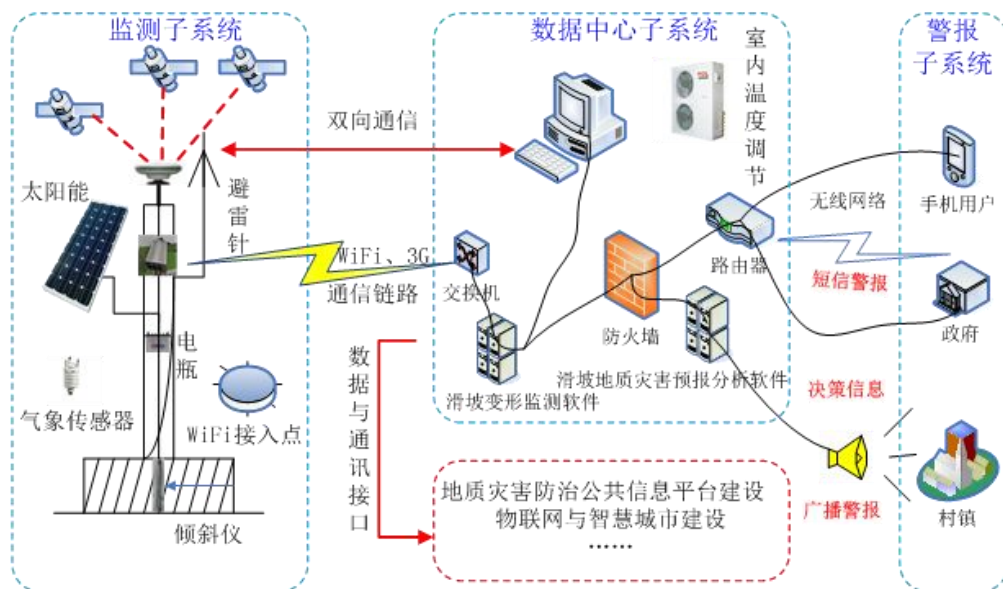 监测子系统
太阳能
避雷针
电瓶
气象传感器
WiFi接入点
倾斜仪
双向通信
WiFi、3G
通信链路
数据中心子系统
室内温度调节
交换机
防火墙
路由器
滑坡变形监测软件
滑坡地质灾害预报分析软件
数据与通讯接口
地质灾害防治公共信息平台建设
物联网与智慧城市建设
……
警报
子系统
无线网络
手机用户
短信警报
政府
决策信息
广播警报
村镇